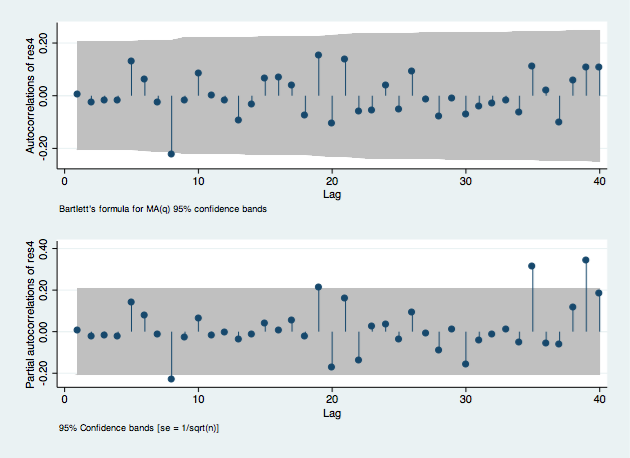 Autocorrelations of res4
0.20
0.00
-0.20
0 10 20 30 40
Lag
Bartlett's formula for MA(q) 95% confidence bands
Partial autocorrelations of res4
0.40
0.20
0.00
-0.20
0 10 20 30 40
Lag
95% Confidence bands [se = 1/sqrt(n)]